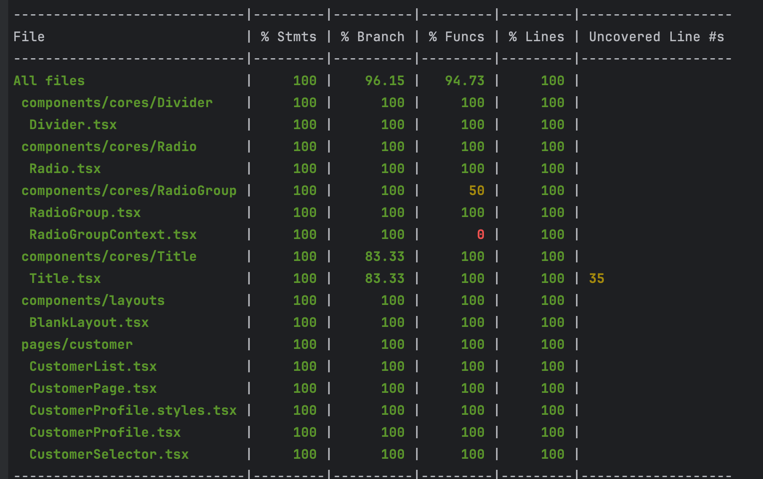 -----------------------------|---------|----------|---------|---------|-------------------
File                         | % Stmts | % Branch | % Funcs | % Lines | Uncovered Line #s
-----------------------------|---------|----------|---------|---------|-------------------
All files                    |     100 |    96.15 |   94.73 |     100 |
 components/cores/Divider    |     100 |      100 |     100 |     100 |
  Divider.tsx                |     100 |      100 |     100 |     100 |
 components/cores/Radio      |     100 |      100 |     100 |     100 |
  Radio.tsx                  |     100 |      100 |     100 |     100 |
 components/cores/RadioGroup |     100 |      100 |      50 |     100 |
  RadioGroup.tsx             |     100 |      100 |     100 |     100 |
  RadioGroupContext.tsx      |     100 |      100 |       0 |     100 |
 components/cores/Title      |     100 |    83.33 |     100 |     100 |
  Title.tsx                  |     100 |    83.33 |     100 |     100 | 35
 components/layouts          |     100 |      100 |     100 |     100 |
  BlankLayout.tsx            |     100 |      100 |     100 |     100 |
 pages/customer              |     100 |      100 |     100 |     100 |
  CustomerList.tsx           |     100 |      100 |     100 |     100 |
  CustomerPage.tsx           |     100 |      100 |     100 |     100 |
  CustomerProfile.styles.tsx |     100 |      100 |     100 |     100 |
  CustomerProfile.tsx        |     100 |      100 |     100 |     100 |
  CustomerSelector.tsx       |     100 |      100 |     100 |     100 |
-----------------------------|---------|----------|---------|---------|-------------------